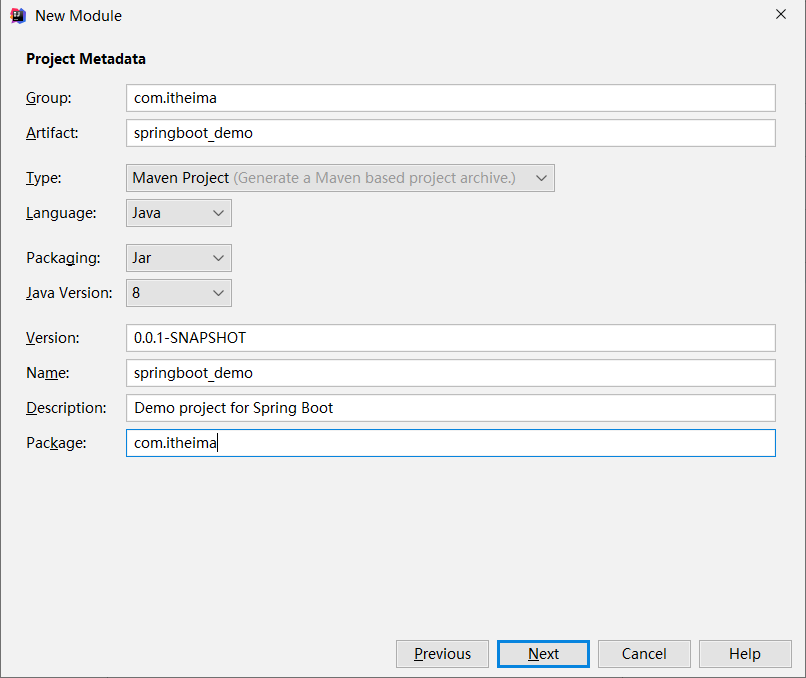 New Module
Project Metadata
Group: com.itheima
Artifact: springboot_demo
Type: Maven Project (Generate a Maven based project archive.)
Language: Java
Packaging: Jar
Java Version: 8
Version: 0.0.1-SNAPSHOT
Name: springboot_demo
Description: Demo project for Spring Boot
Package: com.itheima
Previous Next Cancel Help